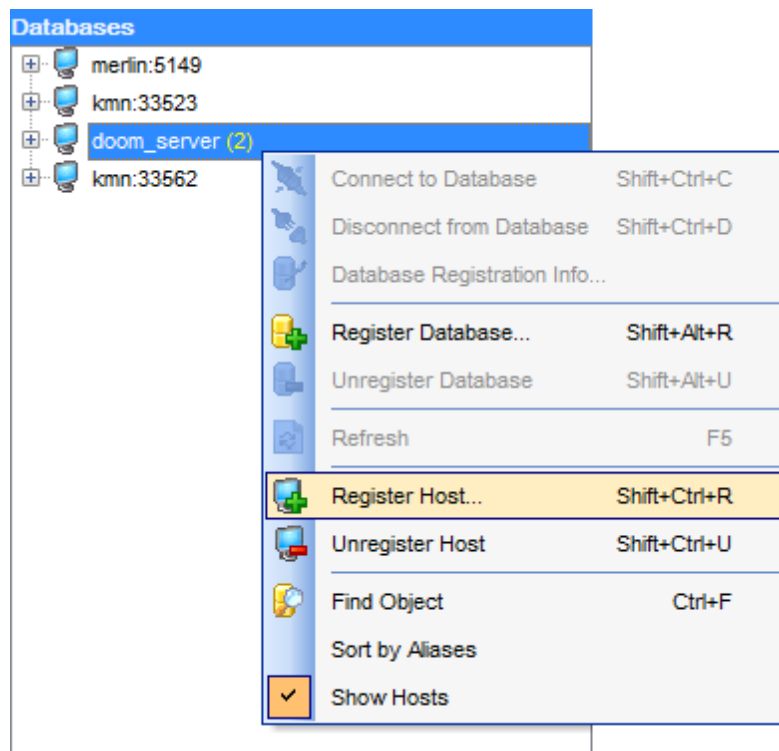 Databases
merlin:5149
kmn:33523
doom_server (2)
kmn:33562
Connect to Database Shift+Ctrl+C
Disconnect from Database Shift+Ctrl+D
Database Registration Info...
Register Database... Shift+Alt+R
Unregister Database Shift+Alt+U
Refresh F5
Register Host... Shift+Ctrl+R
Unregister Host Shift+Ctrl+U
Find Object Ctrl+F
Sort by Aliases
Show Hosts